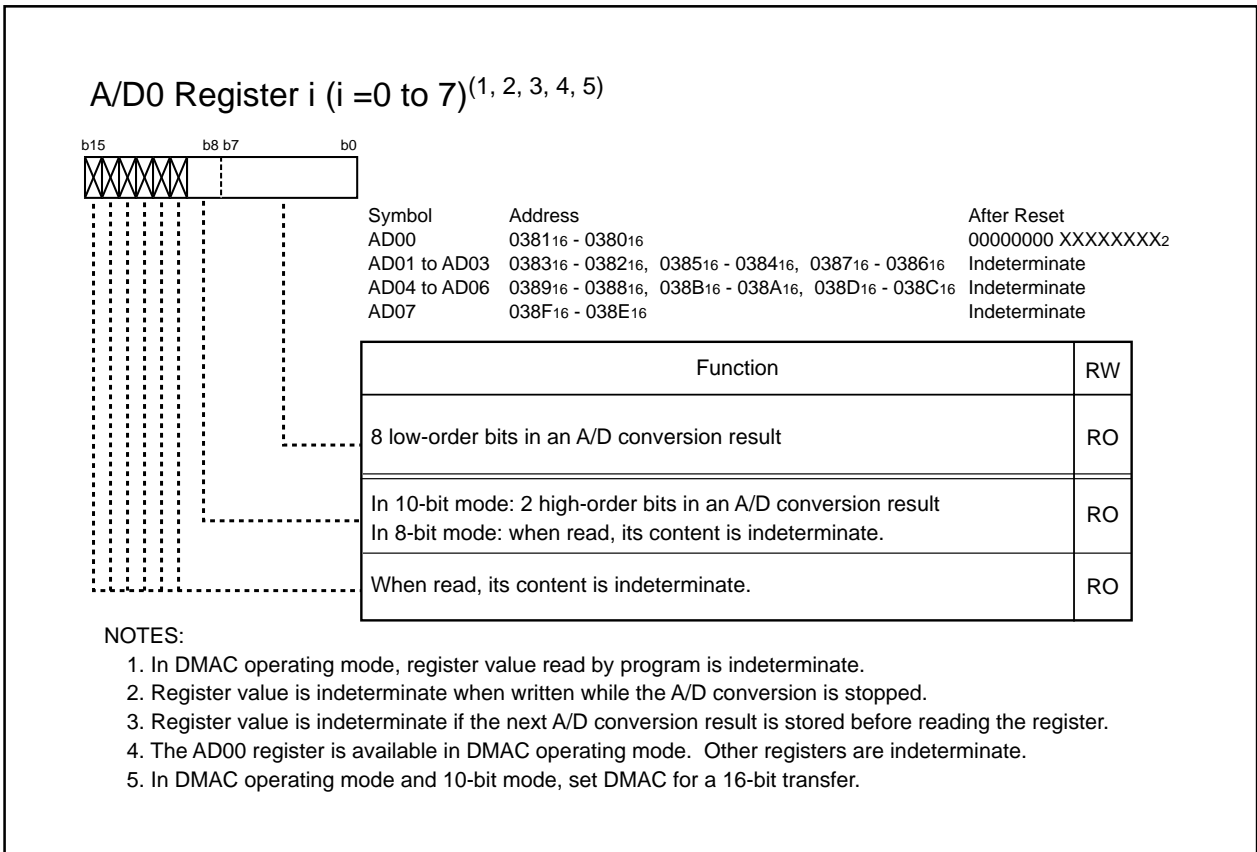 A/D0 Register i (i =0 to 7)(1, 2, 3, 4, 5)
b15 b8 b7 b0
Symbol Address After Reset
AD00 038116 - 038016 00000000 XXXXXXXX2
AD01 to AD03 038316 - 038216, 038516 - 038416, 038716 - 038616 Indeterminate
AD04 to AD06 038916 - 038816, 038B16 - 038A16, 038D16 - 038C16 Indeterminate
AD07 038F16 - 038E16 Indeterminate
Function RW
8 low-order bits in an A/D conversion result RO
In 10-bit mode: 2 high-order bits in an A/D conversion result
In 8-bit mode: when read, its content is indeterminate. RO
When read, its content is indeterminate. RO
NOTES:
1. In DMAC operating mode, register value read by program is indeterminate.
2. Register value is indeterminate when written while the A/D conversion is stopped.
3. Register value is indeterminate if the next A/D conversion result is stored before reading the register.
4. The AD00 register is available in DMAC operating mode. Other registers are indeterminate.
5. In DMAC operating mode and 10-bit mode, set DMAC for a 16-bit transfer.